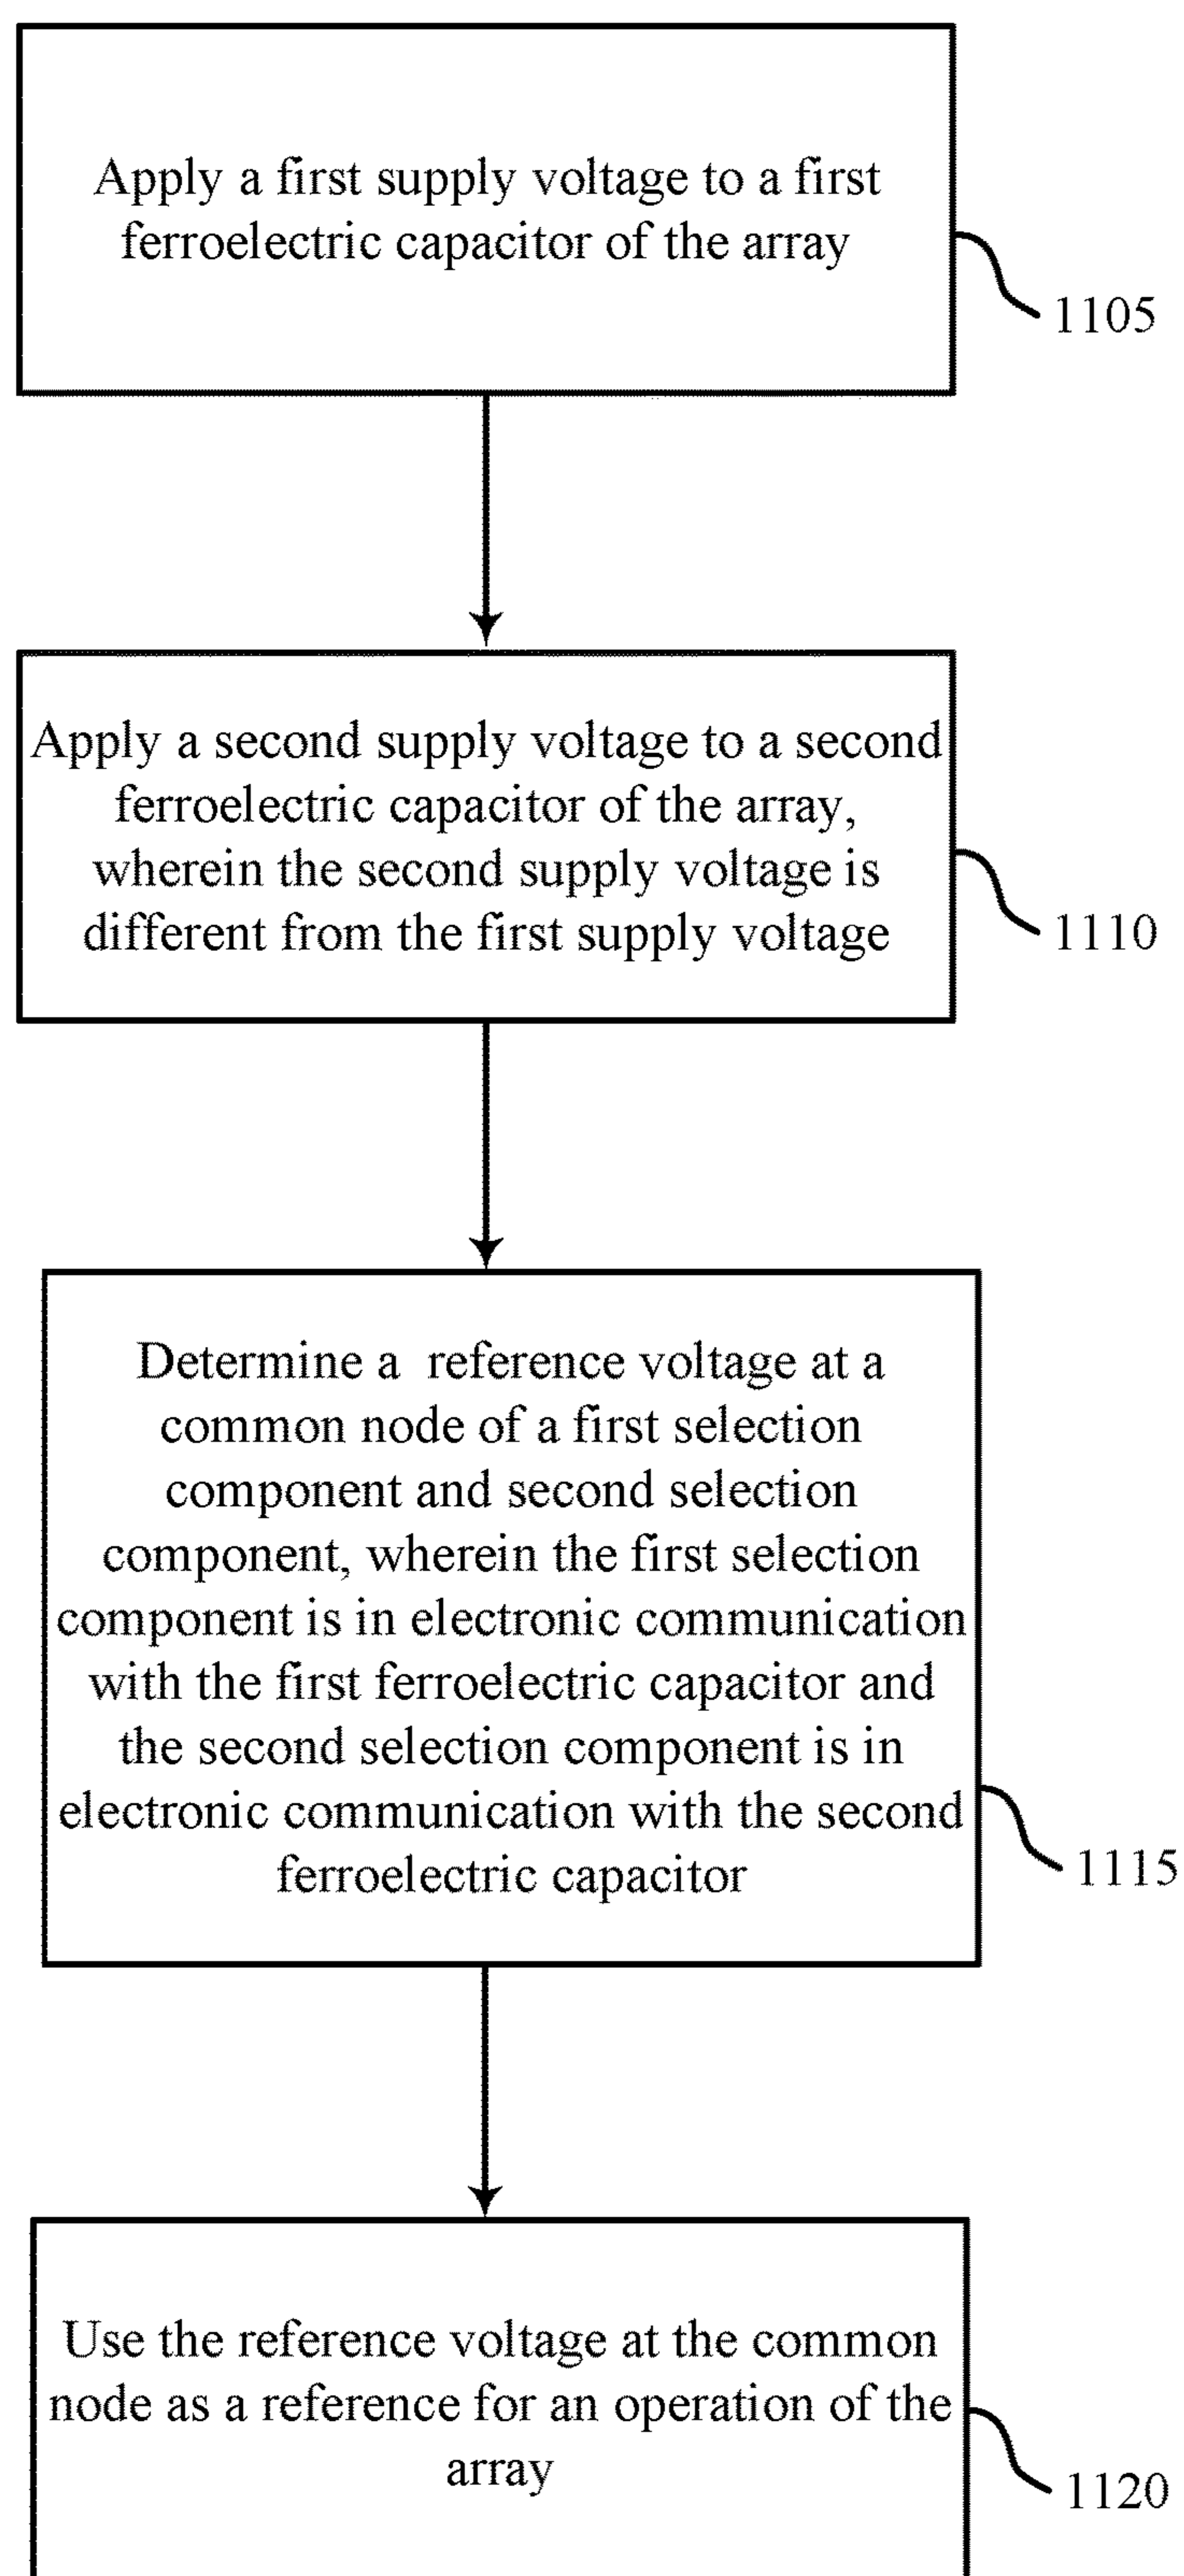 Apply a first supply voltage to a first
ferroelectric capacitor of the array
1105
Apply a second supply voltage to a second
ferroelectric capacitor of the array,
wherein the second supply voltage is
different from the first supply voltage
1110
Determine a  reference voltage at a
common node of a first selection
component and second selection
component, wherein the first selection
component is in electronic communication
with the first ferroelectric capacitor and
the second selection component is in
electronic communication with the second
ferroelectric capacitor
1115
Use the reference voltage at the common
node as a reference for an operation of the
array
1120